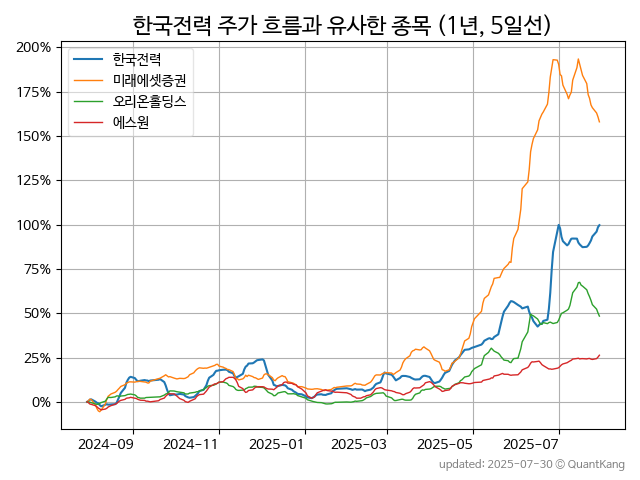 한국전력 주가 흐름과 유사한 종목 (1년, 5일선)
200%
175%
150%
125%
100%
75%
50%
25%
0%
한국전력
미래에셋증권
오리온홀딩스
에스원
2024-09 2024-11 2025-01 2025-03 2025-05 2025-07
updated: 2025-07-30 © QuantKang